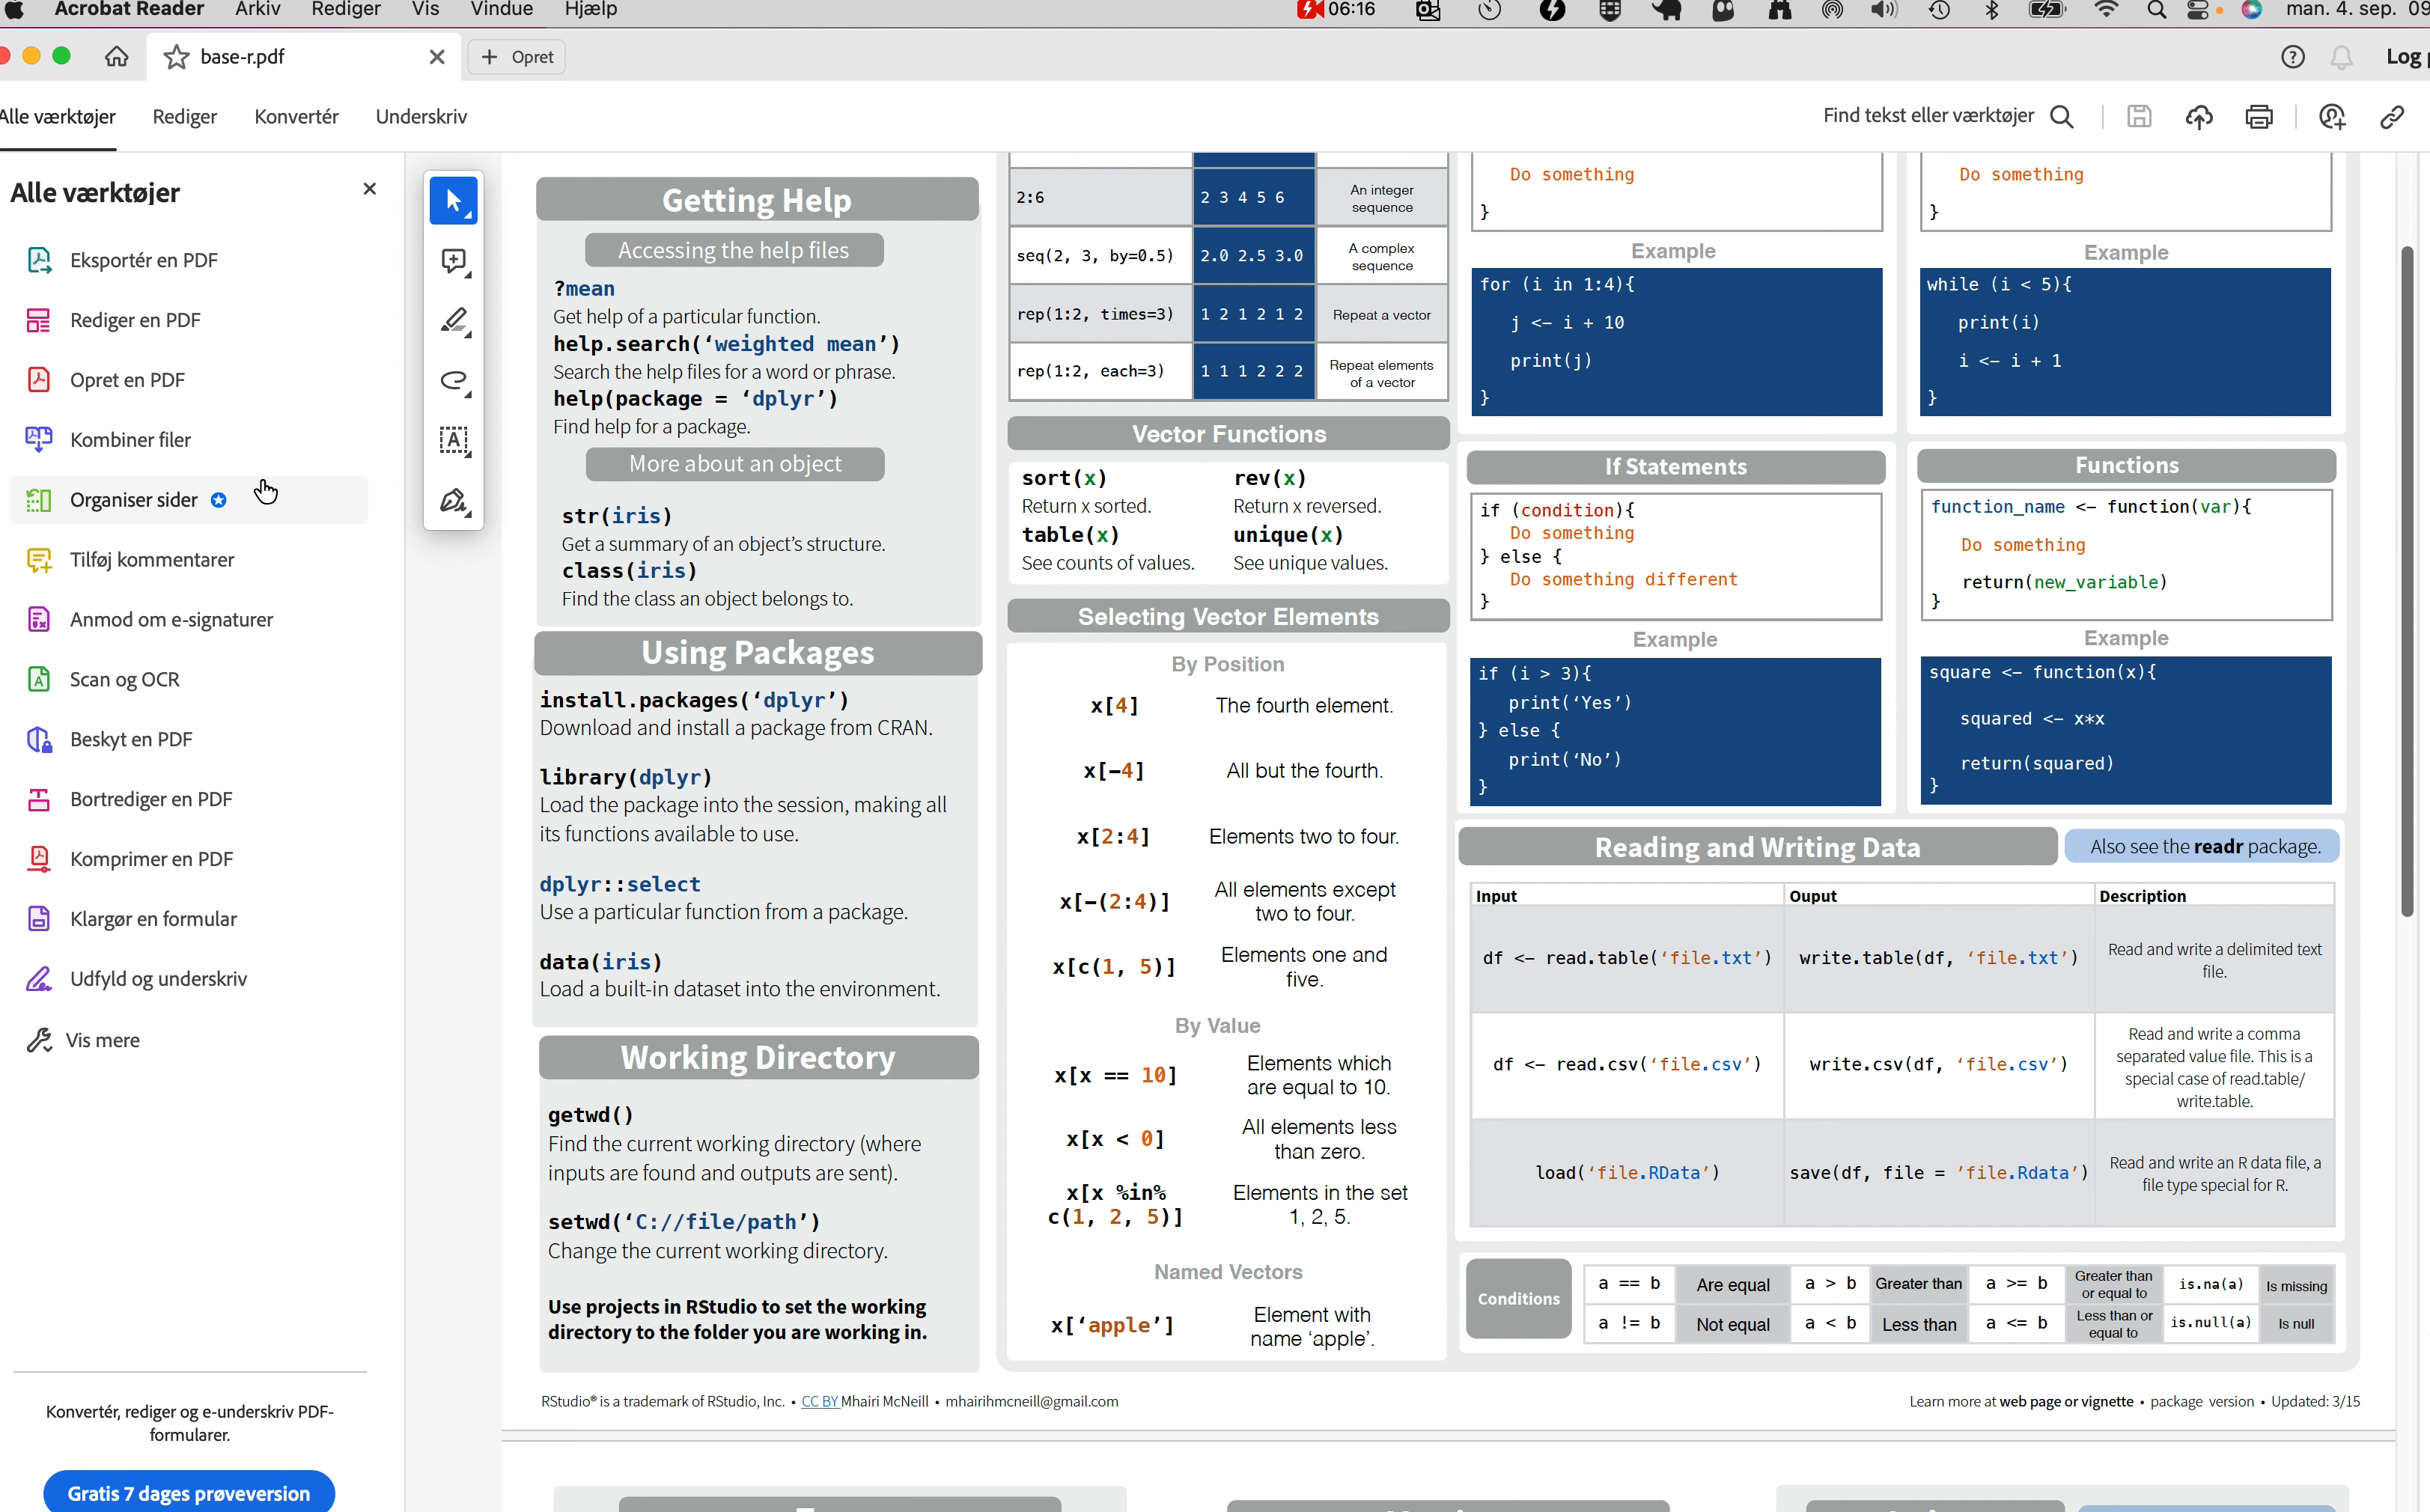 Acrobat Reader Arkiv Rediger Vis Vindue Hjælp 06:16 man. 4. sep. 09
base-r.pdf Opret Log
Alle værktøjer Rediger Konvertér Underskriv Find tekst eller værktøjer
Alle værktøjer
Eksportér en PDF
Rediger en PDF
Opret en PDF
Kombiner filer
Organiser sider
Tilføj kommentarer
Anmod om e-signaturer
Scan og OCR
Beskyt en PDF
Bortrediger en PDF
Komprimer en PDF
Klargør en formular
Udfyld og underskriv
Vis mere
Konvertér, rediger og e-underskriv PDF-
formularer.
Gratis 7 dages prøveversion
Getting Help
Accessing the help files
?mean
Get help of a particular function.
help.search(‘weighted mean’)
Search the help files for a word or phrase.
help(package = ‘dplyr’)
Find help for a package.
More about an object
str(iris)
Get a summary of an object’s structure.
class(iris)
Find the class an object belongs to.
Using Packages
install.packages(‘dplyr’)
Download and install a package from CRAN.
library(dplyr)
Load the package into the session, making all
its functions available to use.
dplyr::select
Use a particular function from a package.
data(iris)
Load a built-in dataset into the environment.
Working Directory
getwd()
Find the current working directory (where
inputs are found and outputs are sent).
setwd(‘C://file/path’)
Change the current working directory.
Use projects in RStudio to set the working
directory to the folder you are working in.
2:6 2 3 4 5 6 An integer
sequence
seq(2, 3, by=0.5) 2.0 2.5 3.0 A complex
sequence
rep(1:2, times=3) 1 2 1 2 1 2 Repeat a vector
rep(1:2, each=3) 1 1 1 2 2 2 Repeat elements
of a vector
Vector Functions
sort(x) rev(x)
Return x sorted. Return x reversed.
table(x) unique(x)
See counts of values. See unique values.
Selecting Vector Elements
By Position
x[4] The fourth element.
x[-4] All but the fourth.
x[2:4] Elements two to four.
x[-(2:4)] All elements except
two to four.
x[c(1, 5)] Elements one and
five.
By Value
x[x == 10] Elements which
are equal to 10.
x[x < 0] All elements less
than zero.
x[x %in% Elements in the set
c(1, 2, 5)] 1, 2, 5.
Named Vectors
x[‘apple’] Element with
name ‘apple’.
Do something
}
Example
for (i in 1:4){
j <- i + 10
print(j)
}
Do something
}
Example
while (i < 5){
print(i)
i <- i + 1
}
If Statements
if (condition){
Do something
} else {
Do something different
}
Example
if (i > 3){
print(‘Yes’)
} else {
print(‘No’)
}
Functions
function_name <- function(var){
Do something
return(new_variable)
}
Example
square <- function(x){
squared <- x*x
return(squared)
}
Reading and Writing Data Also see the readr package.
Input Ouput Description
df <- read.table(‘file.txt’) write.table(df, ‘file.txt’) Read and write a delimited text
file.
df <- read.csv(‘file.csv’) write.csv(df, ‘file.csv’) Read and write a comma
separated value file. This is a
special case of read.table/
write.table.
load(‘file.RData’) save(df, file = ’file.Rdata’) Read and write an R data file, a
file type special for R.
Conditions
a == b Are equal a > b Greater than a >= b Greater than
or equal to is.na(a) Is missing
a != b Not equal a < b Less than a <= b Less than or
equal to is.null(a) Is null
RStudio® is a trademark of RStudio, Inc. • CC BY Mhairi McNeill • mhairihmcneill@gmail.com
Learn more at web page or vignette • package version • Updated: 3/15